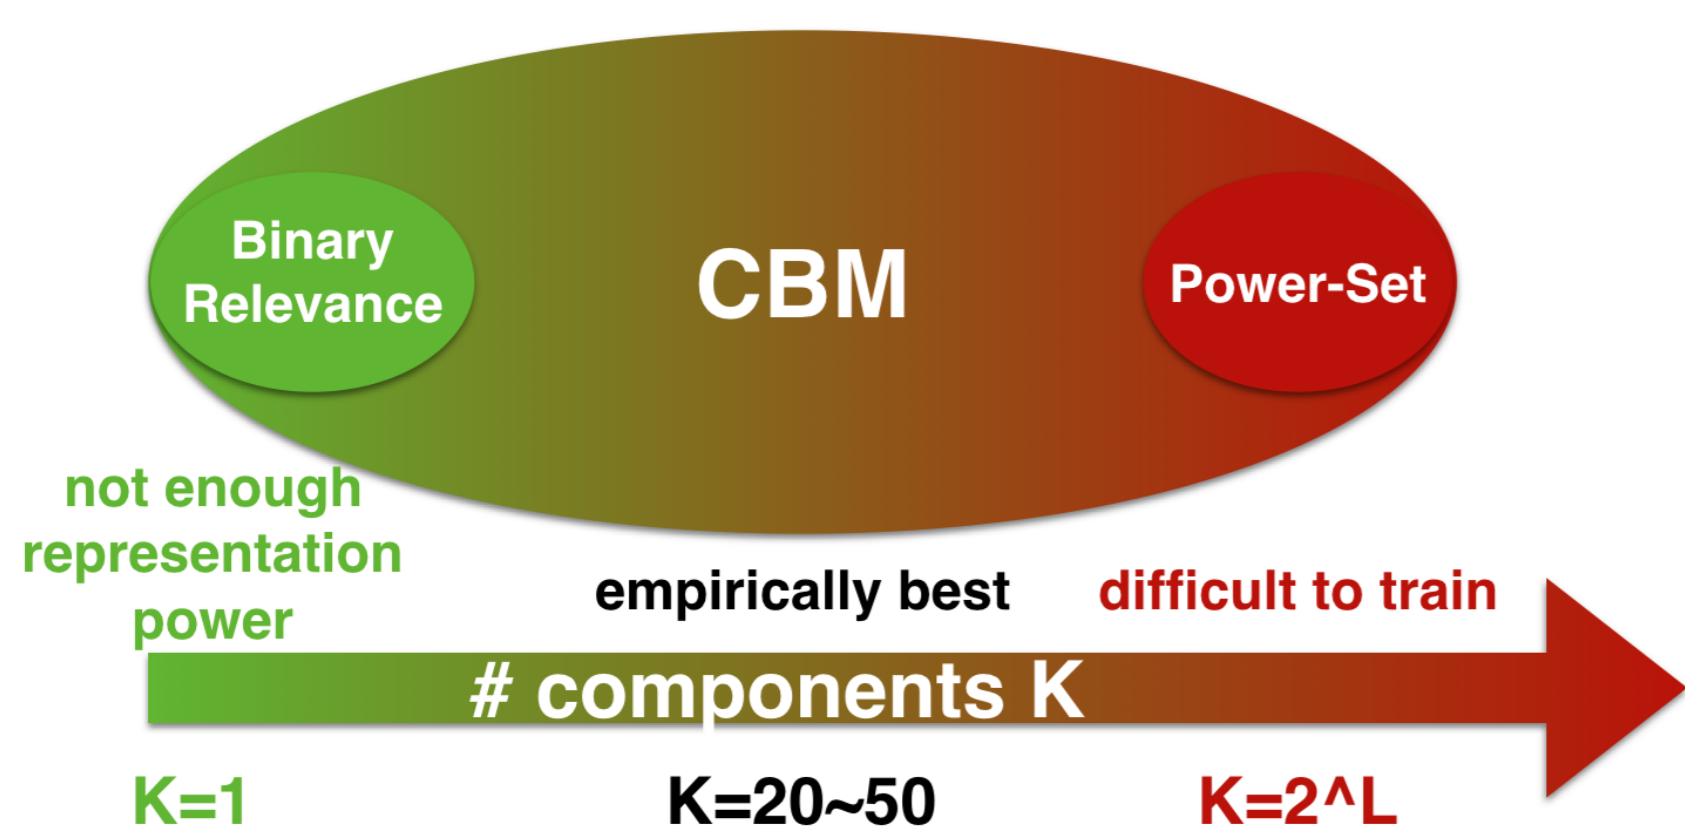 Binary
Relevance
CBM
Power-Set
not enough
representation
power
empirically best
difficult to train
# components K
K=1
K=20~50
K=2^L